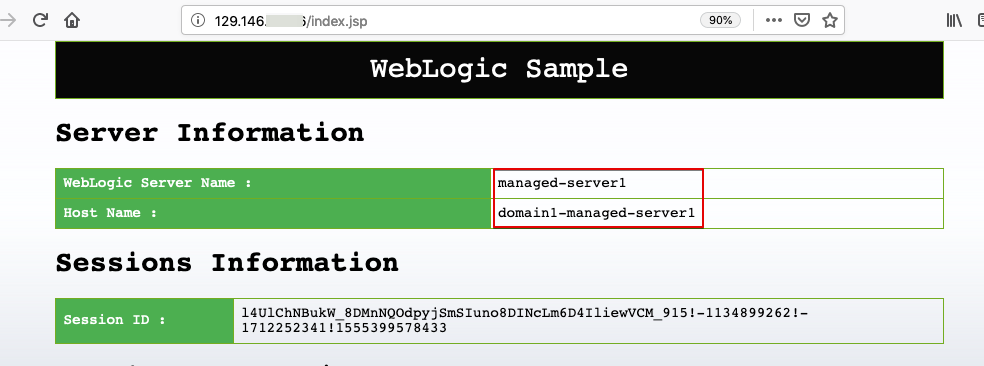 129.146. 6/index.jsp
90%
WebLogic Sample
Server Information
WebLogic Server Name : managed-server1
Host Name : domain1-managed-server1
Sessions Information
Session ID : l4UlChNBukW_8DMnNQOdpyjSmSIuno8DINcLm6D4IliewVCM_915!-1134899262!-
1712252341!1555399578433